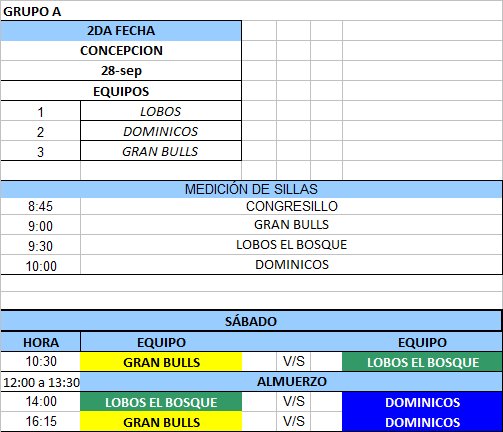 GRUPO A
2DA FECHA
CONCEPCION
28-sep
EQUIPOS
1 LOBOS
2 DOMINICOS
3 GRAN BULLS
MEDICIÓN DE SILLAS
8:45 CONGRESILLO
9:00 GRAN BULLS
9:30 LOBOS EL BOSQUE
10:00 DOMINICOS
SÁBADO
HORA EQUIPO EQUIPO
10:30 GRAN BULLS V/S LOBOS EL BOSQUE
12:00 a 13:30 ALMUERZO
14:00 LOBOS EL BOSQUE V/S DOMINICOS
16:15 GRAN BULLS V/S DOMINICOS